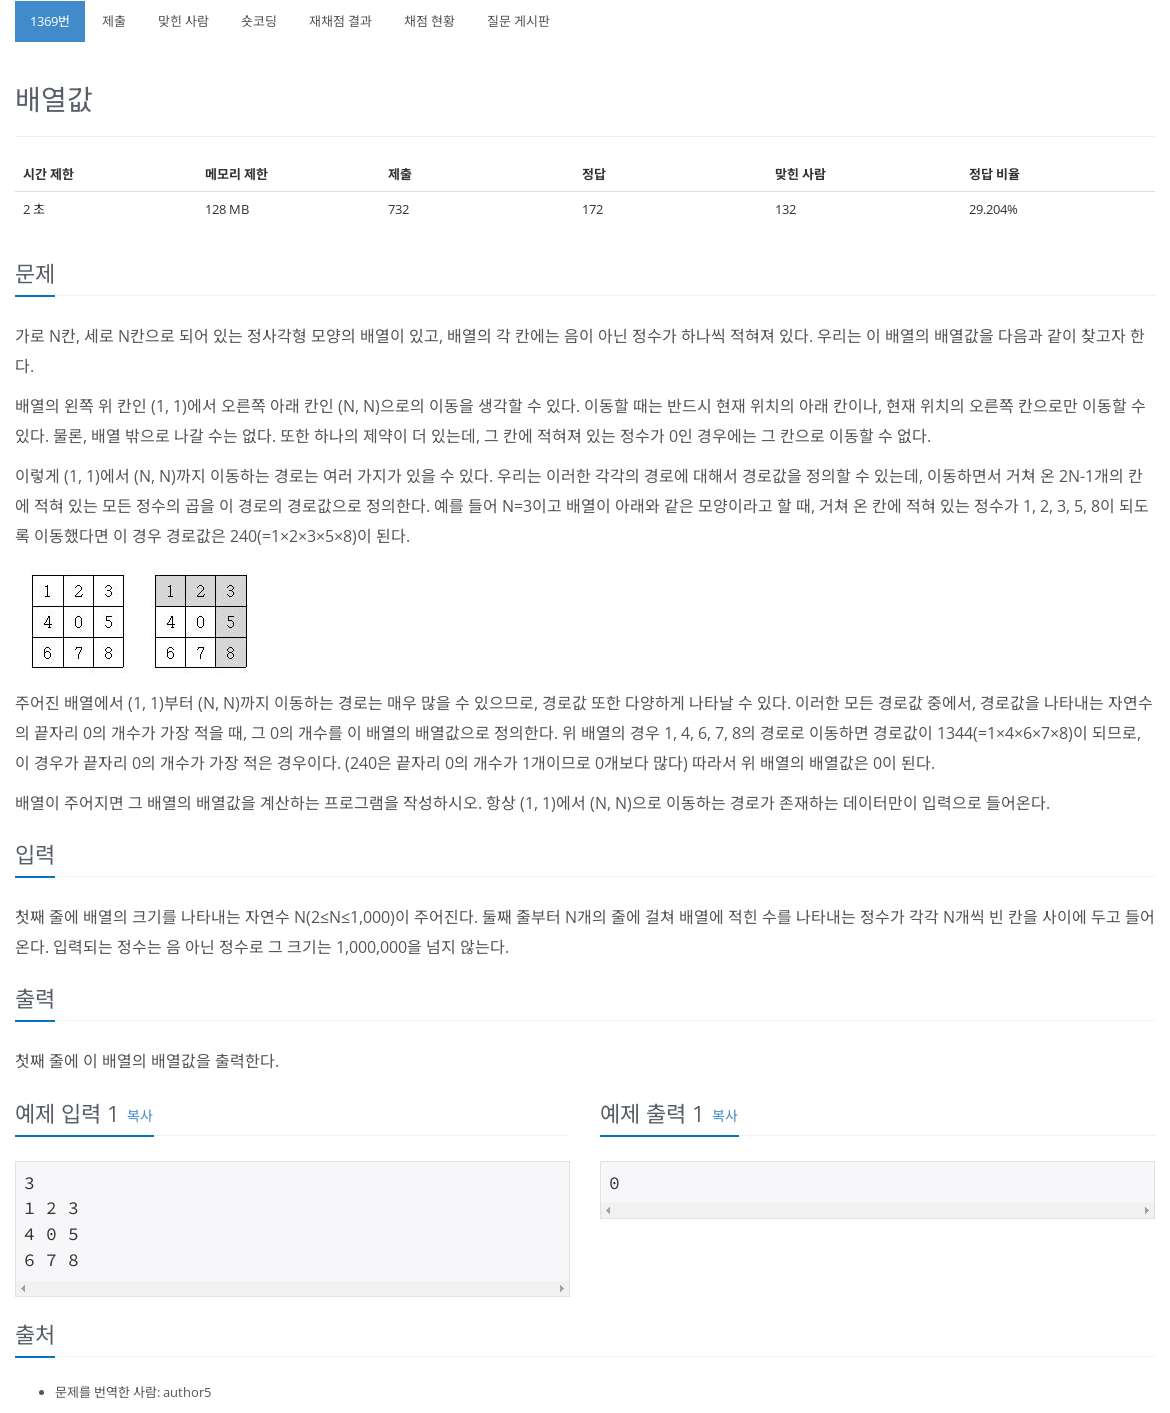 1369번 제출 맞힌 사람 숏코딩 재채점 결과 채점 현황 질문 게시판
배열값
시간 제한 메모리 제한 제출 정답 맞힌 사람 정답 비율
2 초 128 MB 732 172 132 29.204%
문제
가로 N칸, 세로 N칸으로 되어 있는 정사각형 모양의 배열이 있고, 배열의 각 칸에는 음이 아닌 정수가 하나씩 적혀져 있다. 우리는 이 배열의 배열값을 다음과 같이 찾고자 한
다.
배열의 왼쪽 위 칸인 (1, 1)에서 오른쪽 아래 칸인 (N, N)으로의 이동을 생각할 수 있다. 이동할 때는 반드시 현재 위치의 아래 칸이나, 현재 위치의 오른쪽 칸으로만 이동할 수
있다. 물론, 배열 밖으로 나갈 수는 없다. 또한 하나의 제약이 더 있는데, 그 칸에 적혀져 있는 정수가 0인 경우에는 그 칸으로 이동할 수 없다.
이렇게 (1, 1)에서 (N, N)까지 이동하는 경로는 여러 가지가 있을 수 있다. 우리는 이러한 각각의 경로에 대해서 경로값을 정의할 수 있는데, 이동하면서 거쳐 온 2N-1개의 칸
에 적혀 있는 모든 정수의 곱을 이 경로의 경로값으로 정의한다. 예를 들어 N=3이고 배열이 아래와 같은 모양이라고 할 때, 거쳐 온 칸에 적혀 있는 정수가 1, 2, 3, 5, 8이 되도
록 이동했다면 이 경우 경로값은 240(=1×2×3×5×8)이 된다.
1 2 3 1 2 3
4 0 5 4 0 5
6 7 8 6 7 8
주어진 배열에서 (1, 1)부터 (N, N)까지 이동하는 경로는 매우 많을 수 있으므로, 경로값 또한 다양하게 나타날 수 있다. 이러한 모든 경로값 중에서, 경로값을 나타내는 자연수
의 끝자리 0의 개수가 가장 적을 때, 그 0의 개수를 이 배열의 배열값으로 정의한다. 위 배열의 경우 1, 4, 6, 7, 8의 경로로 이동하면 경로값이 1344(=1×4×6×7×8)이 되므로,
이 경우가 끝자리 0의 개수가 가장 적은 경우이다. (240은 끝자리 0의 개수가 1개이므로 0개보다 많다) 따라서 위 배열의 배열값은 0이 된다.
배열이 주어지면 그 배열의 배열값을 계산하는 프로그램을 작성하시오. 항상 (1, 1)에서 (N, N)으로 이동하는 경로가 존재하는 데이터만이 입력으로 들어온다.
입력
첫째 줄에 배열의 크기를 나타내는 자연수 N(2≤N≤1,000)이 주어진다. 둘째 줄부터 N개의 줄에 걸쳐 배열에 적힌 수를 나타내는 정수가 각각 N개씩 빈 칸을 사이에 두고 들어
온다. 입력되는 정수는 음 아닌 정수로 그 크기는 1,000,000을 넘지 않는다.
출력
첫째 줄에 이 배열의 배열값을 출력한다.
예제 입력 1 복사
3
1 2 3
4 0 5
6 7 8
예제 출력 1 복사
0
출처
문제를 번역한 사람: author5